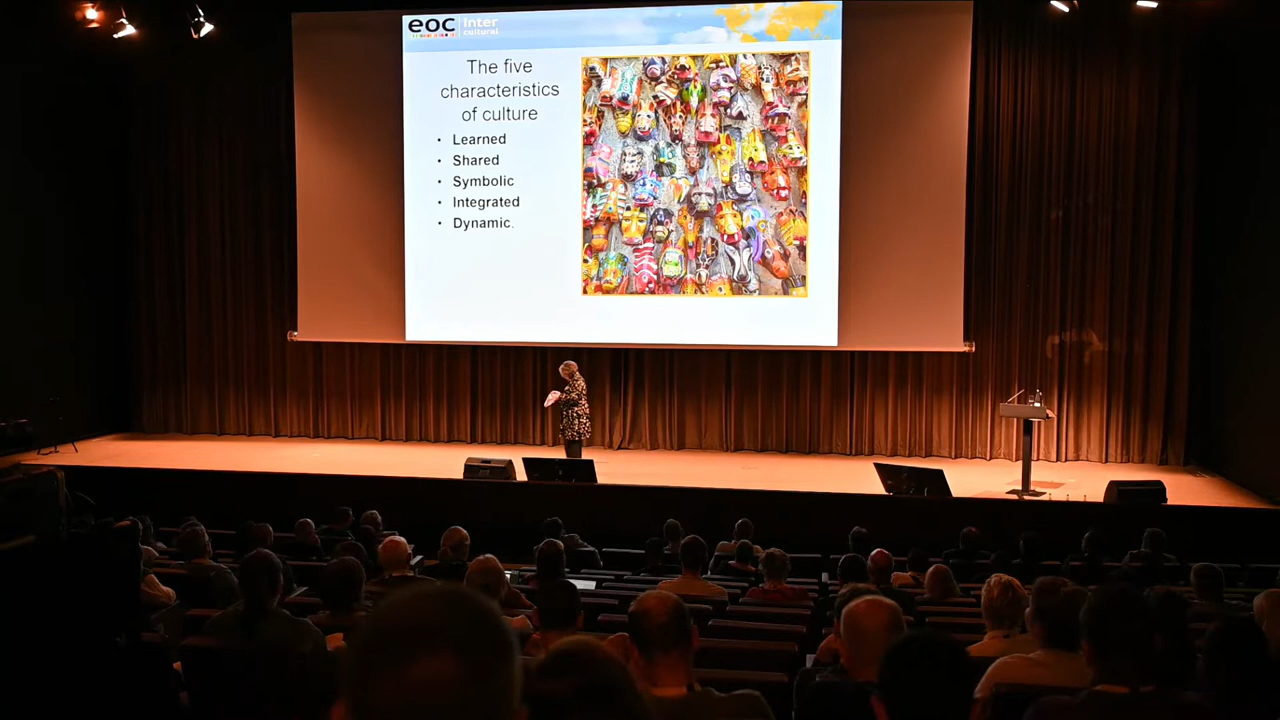 eoc Inter
cultural
The five
characteristics
of culture
• Learned
• Shared
• Symbolic
• Integrated
• Dynamic.